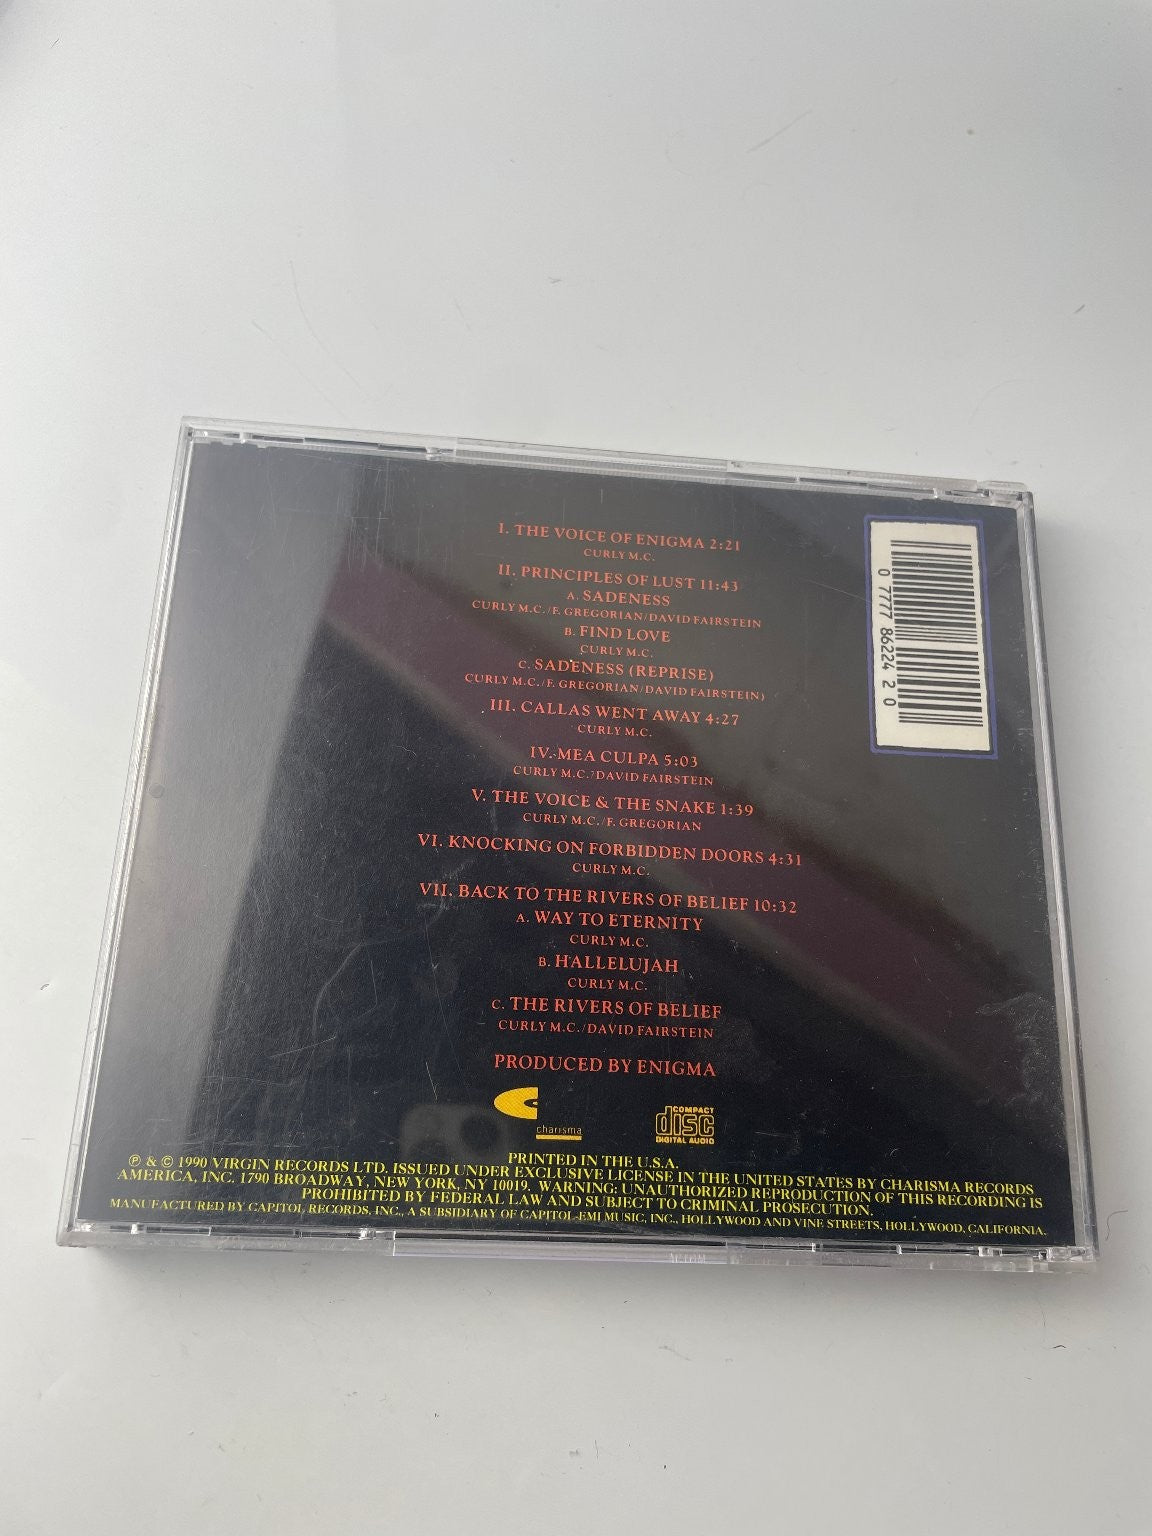 I. THE VOICE OF ENIGMA 2:21
CURLY M.C.
II. PRINCIPLES OF LUST 11:43
A. SADENESS
CURLY M.C./F. GREGORIAN/DAVID FAIRSTEIN
B. FIND LOVE
CURLY M.C.
C. SADENESS (REPRISE)
CURLY M.C./F. GREGORIAN/DAVID FAIRSTEIN)
III. CALLAS WENT AWAY 4:27
CURLY M.C.
IV. MEA CULPA 5:03
CURLY M.C./DAVID FAIRSTEIN
V. THE VOICE & THE SNAKE 1:39
CURLY M.C./F. GREGORIAN
VI. KNOCKING ON FORBIDDEN DOORS 4:31
CURLY M.C.
VII. BACK TO THE RIVERS OF BELIEF 10:32
A. WAY TO ETERNITY
CURLY M.C.
B. HALLELUJAH
CURLY M.C.
C. THE RIVERS OF BELIEF
CURLY M.C./DAVID FAIRSTEIN
PRODUCED BY ENIGMA
0 7777 86224 2 0
charisma
COMPACT
disc
DIGITAL AUDIO
PRINTED IN THE U.S.A.
℗ & © 1990 VIRGIN RECORDS LTD. ISSUED UNDER EXCLUSIVE LICENSE IN THE UNITED STATES BY CHARISMA RECORDS
AMERICA, INC. 1790 BROADWAY, NEW YORK, NY 10019. WARNING: UNAUTHORIZED REPRODUCTION OF THIS RECORDING IS
PROHIBITED BY FEDERAL LAW AND SUBJECT TO CRIMINAL PROSECUTION.
MANUFACTURED BY CAPITOL RECORDS, INC., A SUBSIDIARY OF CAPITOL-EMI MUSIC, INC., HOLLYWOOD AND VINE STREETS, HOLLYWOOD, CALIFORNIA.